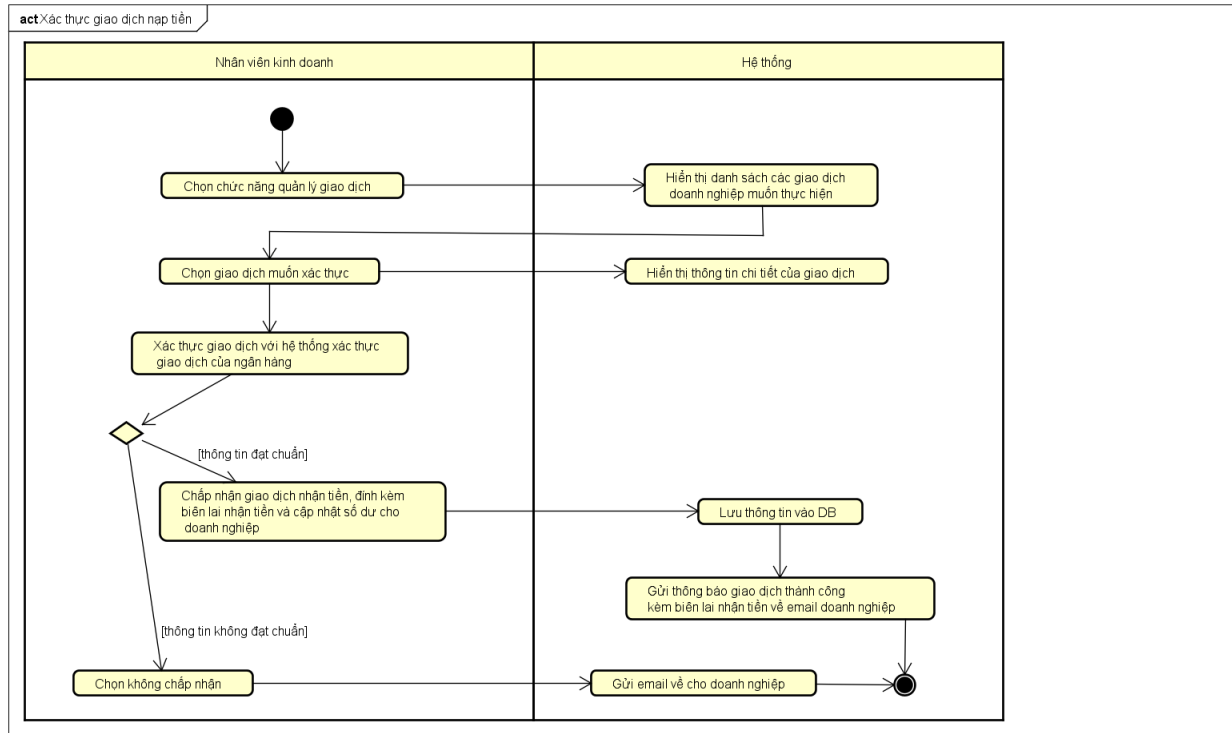 act Xác thực giao dịch nạp tiền
Nhân viên kinh doanh
Hệ thống
Chọn chức năng quản lý giao dịch
Hiển thị danh sách các giao dịch
doanh nghiệp muốn thực hiện
Chọn giao dịch muốn xác thực
Hiển thị thông tin chi tiết của giao dịch
Xác thực giao dịch với hệ thống xác thực
giao dịch của ngân hàng
[thông tin đạt chuẩn]
Chấp nhận giao dịch nhận tiền, đính kèm
biên lai nhận tiền và cập nhật số dư cho
doanh nghiệp
Lưu thông tin vào DB
Gửi thông báo giao dịch thành công
kèm biên lai nhận tiền về email doanh nghiệp
[thông tin không đạt chuẩn]
Chọn không chấp nhận
Gửi email về cho doanh nghiệp